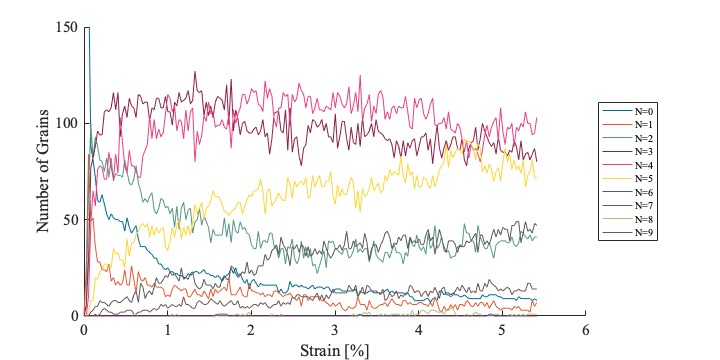 150
100
50
0
Number of Grains
0 1 2 3 4 5 6
Strain [%]
N=0
N=1
N=2
N=3
N=4
N=5
N=6
N=7
N=8
N=9